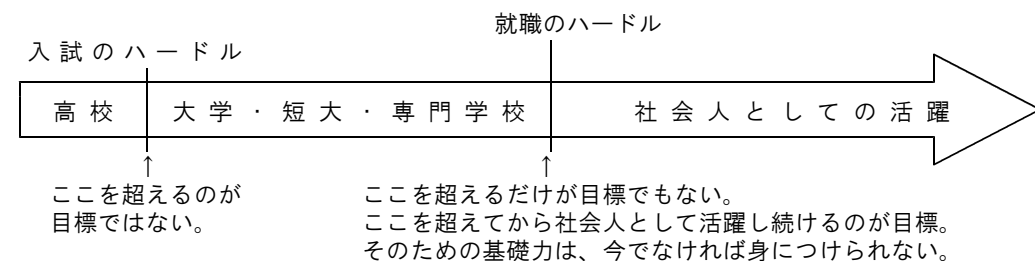 就職のハードル
入試のハードル
高校
大学・短大・専門学校
社会人としての活躍
↑
ここを超えるのが
目標ではない。
↑
ここを超えるだけが目標でもない。
ここを超えてから社会人として活躍し続けるのが目標。
そのための基礎力は、今でなければ身につけられない。